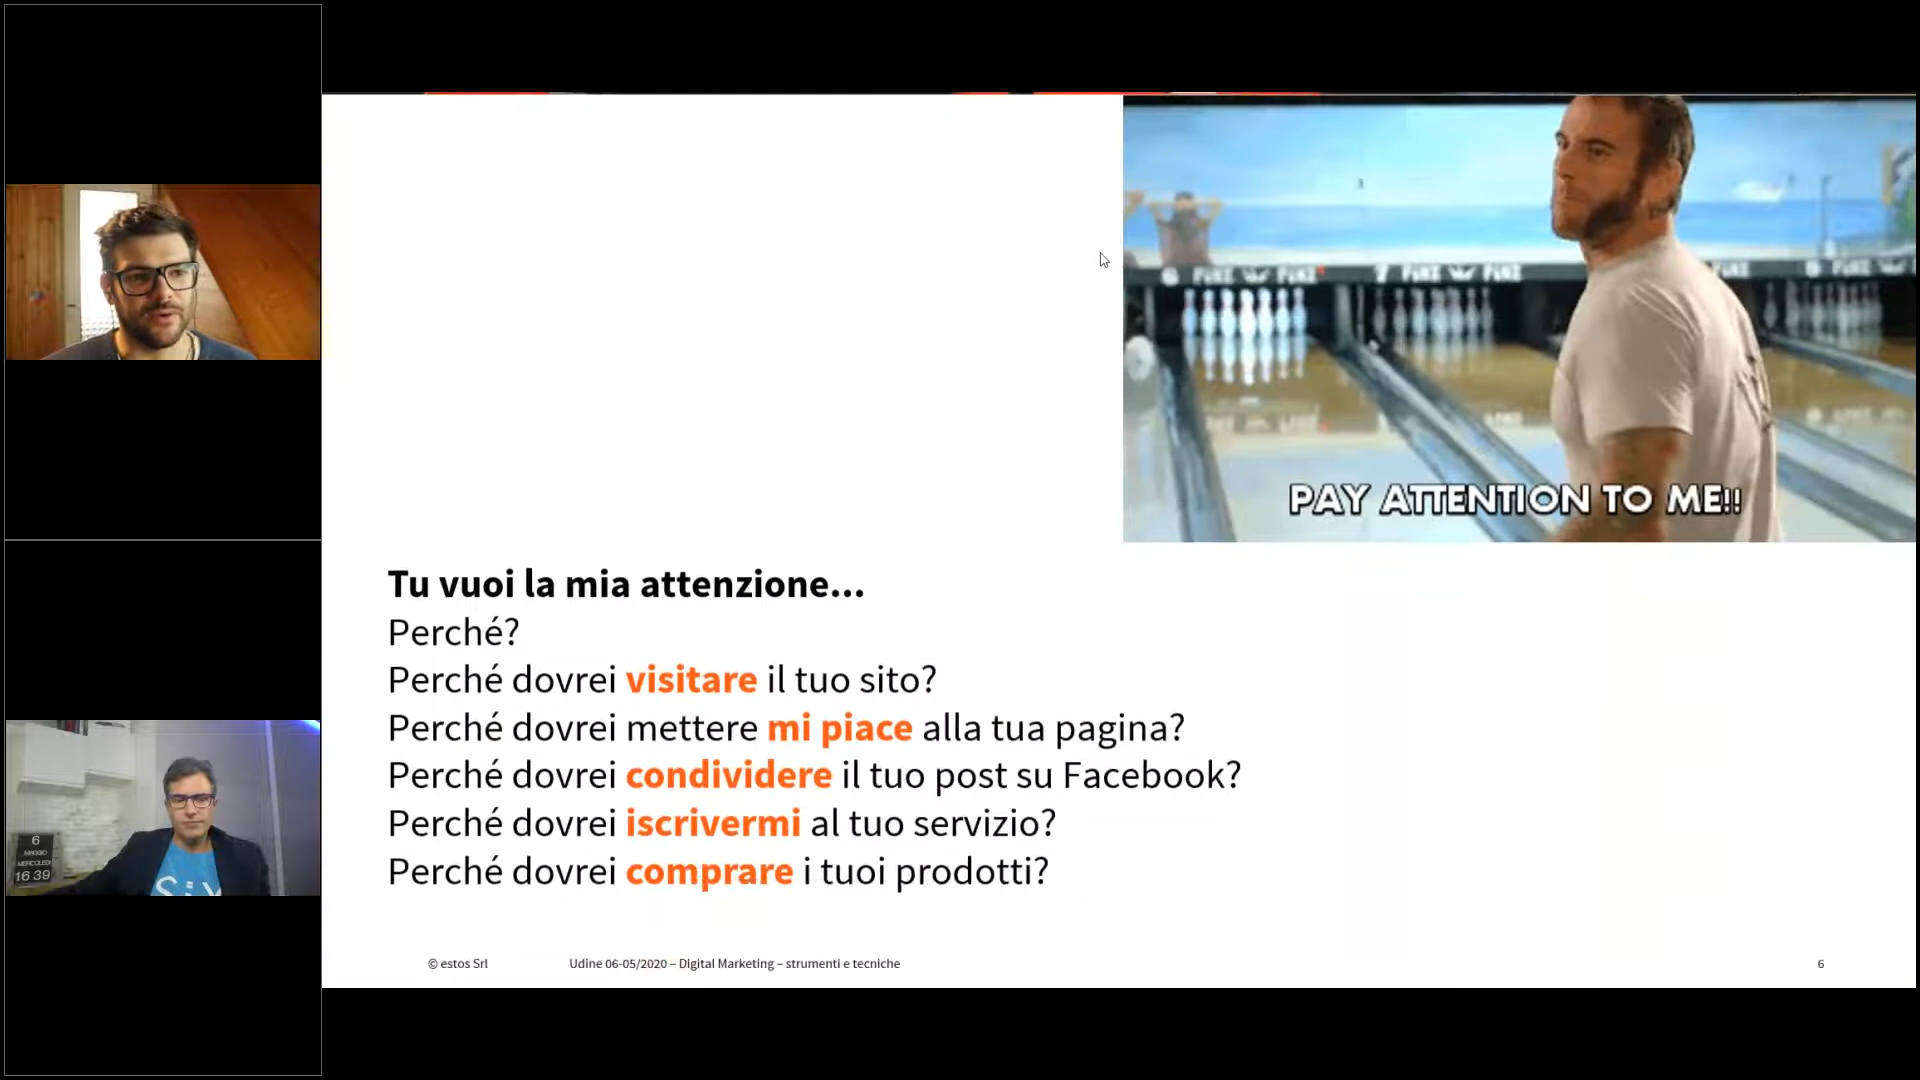 PAY ATTENTION TO ME!!
Tu vuoi la mia attenzione...
Perché?
Perché dovrei visitare il tuo sito?
Perché dovrei mettere mi piace alla tua pagina?
Perché dovrei condividere il tuo post su Facebook?
Perché dovrei iscrivermi al tuo servizio?
Perché dovrei comprare i tuoi prodotti?
© estos Srl
Udine 06-05/2020 – Digital Marketing – strumenti e tecniche
6
6
MAGGIO
MERCOLEDI
16 39